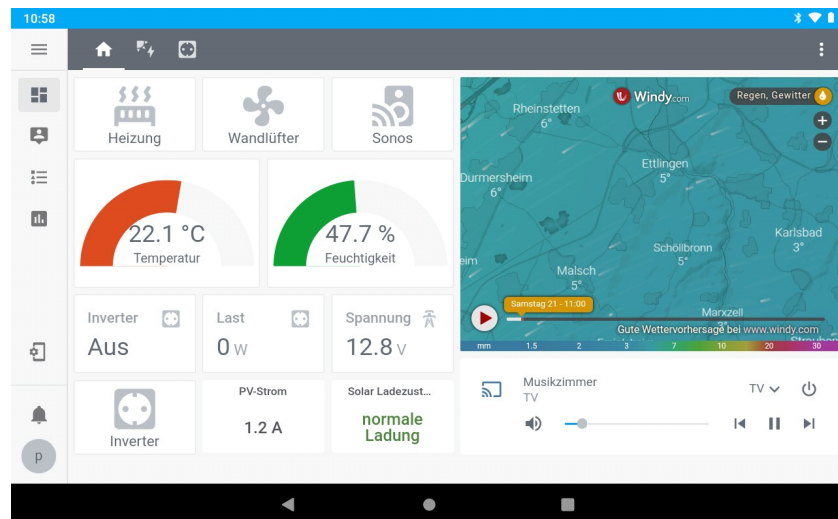 10:58
Heizung
Wandlüfter
Sonos
22.1 °C
Temperatur
47.7 %
Feuchtigkeit
Inverter
Aus
Last
0 W
Spannung
12.8 V
Inverter
PV-Strom
1.2 A
Solar Ladezust...
normale
Ladung
p
Windy.com
Regen, Gewitter
Rheinstetten
6°
Ettlingen
5°
Durmersheim
6°
Karlsbad
3°
Schöllbronn
5°
eim
Malsch
5°
Samstag 21 - 11:00
Marxzell
Gute Wettervorhersage bei www.windy.com
mm 1.5 2 3 7 10 20 30
Musikzimmer
TV
TV